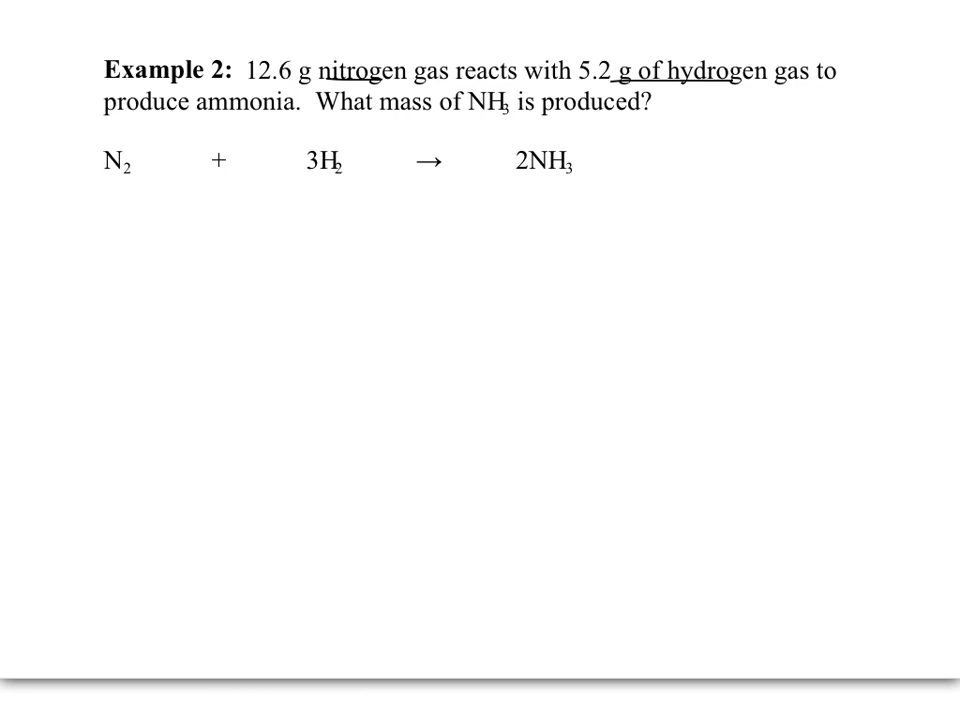 Example 2: 12.6 g nitrogen gas reacts with 5.2 g of hydrogen gas to
produce ammonia. What mass of NH₃ is produced?
N₂ + 3H₂ → 2NH₃